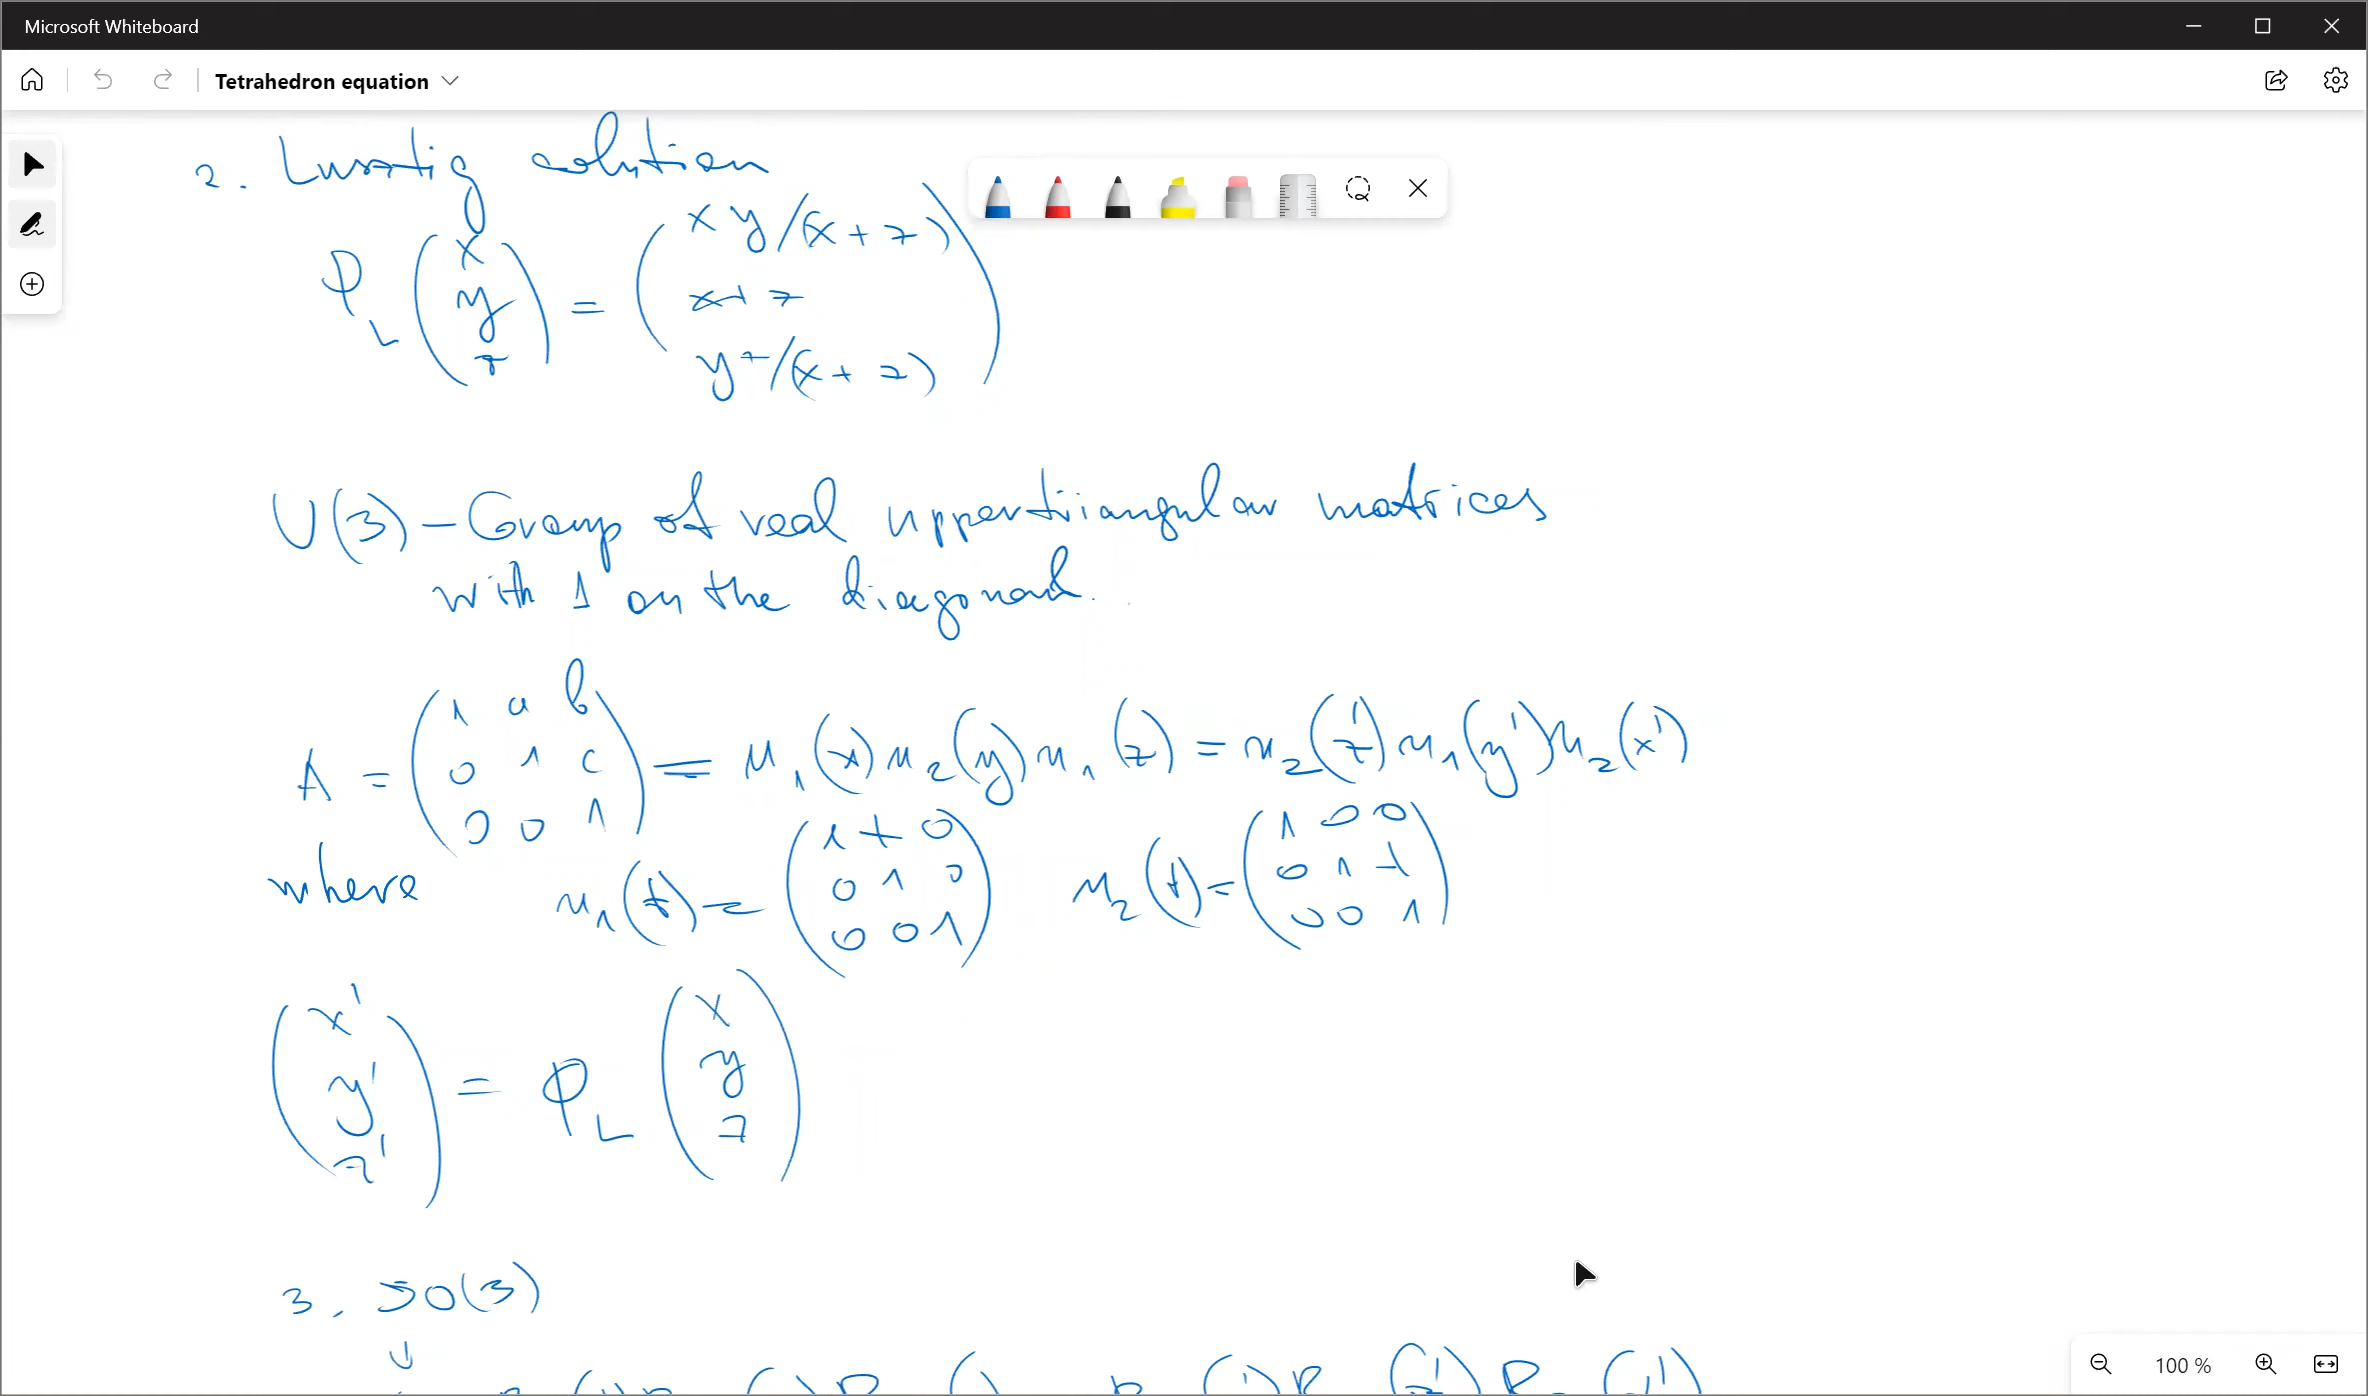 Microsoft Whiteboard
Tetrahedron equation
2. Lusztig solution
φ_L (x y z) = (xy/(x+z) x+z yz/(x+z))
U(3) – Group of real uppertriangular matrices
with 1 on the diagonal.
A = (1 a b 0 1 c 0 0 1) = u_1(x) u_2(y) u_1(z) = u_2(z') u_1(y') u_2(x')
where u_1(t) = (1 t 0 0 1 0 0 0 1) u_2(t) = (1 0 0 0 1 t 0 0 1)
(x' y' z') = φ_L (x y z)
3. SO(3)
100 %